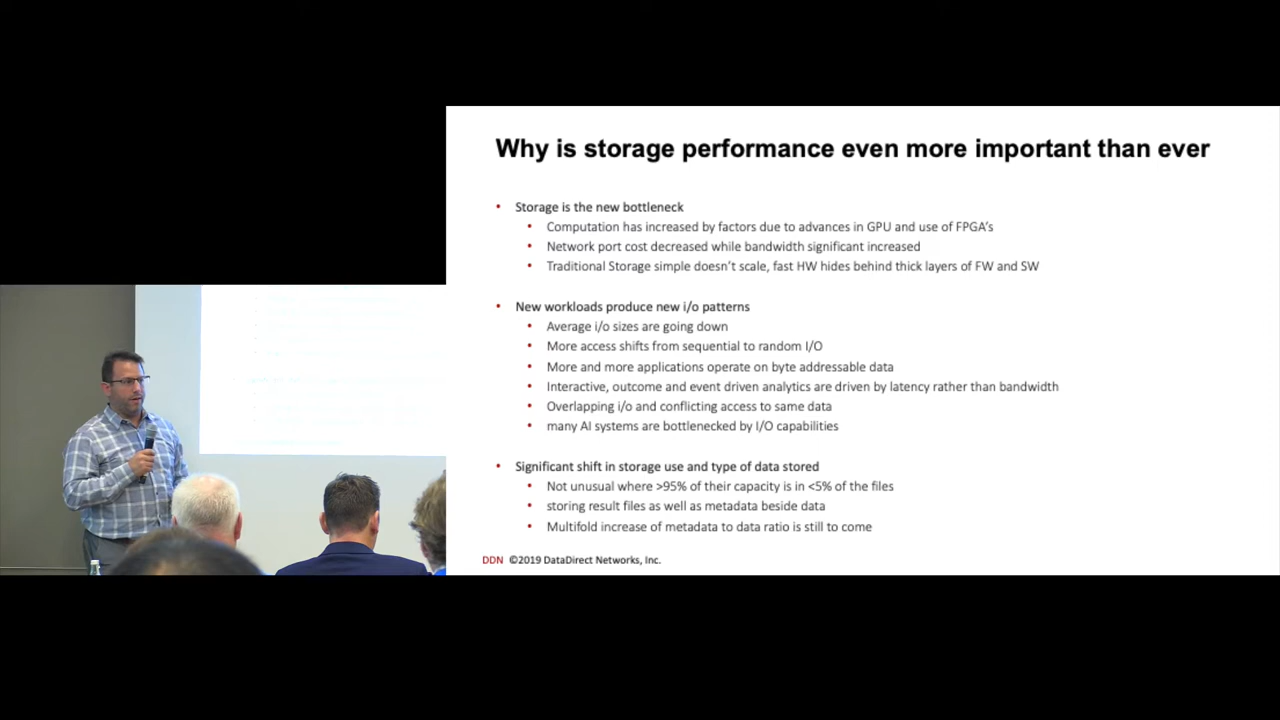 Why is storage performance even more important than ever
• Storage is the new bottleneck
• Computation has increased by factors due to advances in GPU and use of FPGA's
• Network port cost decreased while bandwidth significant increased
• Traditional Storage simple doesn't scale, fast HW hides behind thick layers of FW and SW
• New workloads produce new i/o patterns
• Average i/o sizes are going down
• More access shifts from sequential to random I/O
• More and more applications operate on byte addressable data
• Interactive, outcome and event driven analytics are driven by latency rather than bandwidth
• Overlapping i/o and conflicting access to same data
• many AI systems are bottlenecked by I/O capabilities
• Significant shift in storage use and type of data stored
• Not unusual where >95% of their capacity is in <5% of the files
• storing result files as well as metadata beside data
• Multifold increase of metadata to data ratio is still to come
DDN ©2019 DataDirect Networks, Inc.